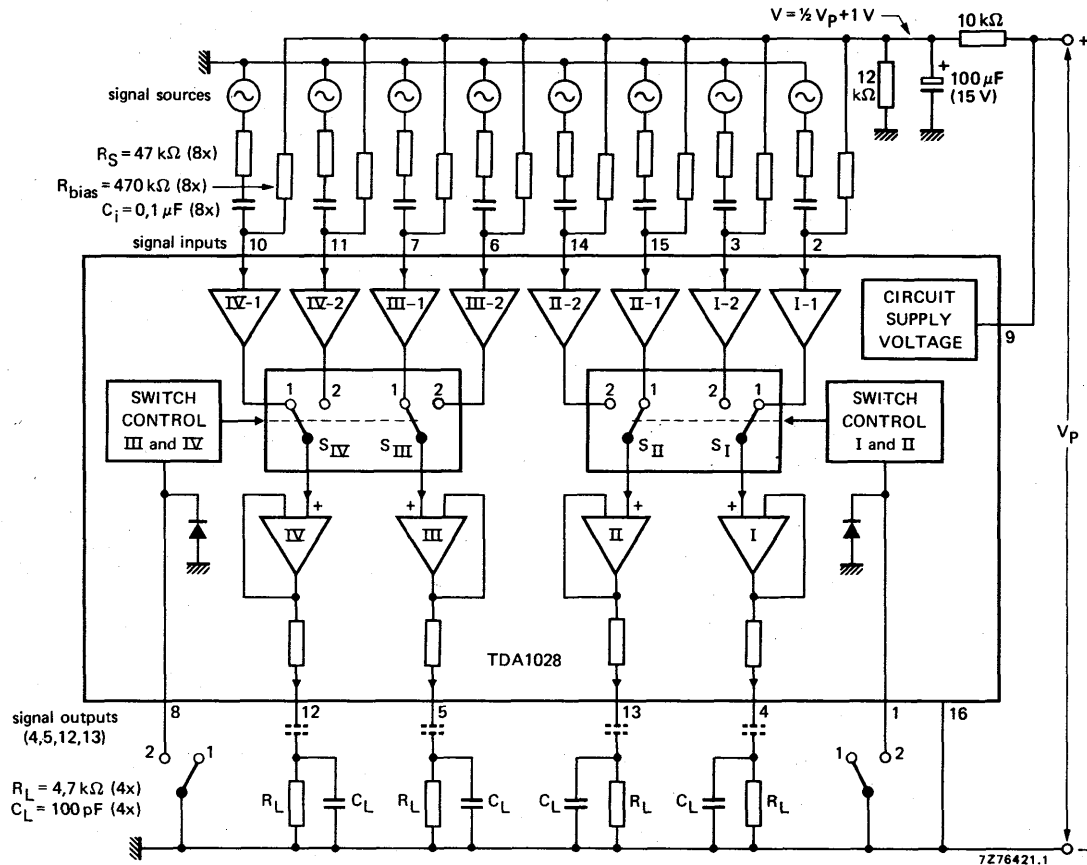 V = ½ Vp + 1 V
10 kΩ
+
signal sources
12 kΩ
+
100 μF
(15 V)
RS = 47 kΩ (8x)
Rbias = 470 kΩ (8x)
Ci = 0,1 μF (8x)
signal inputs
10 11 7 6 14 15 3 2
IV-1 IV-2 III-1 III-2 II-2 II-1 I-2 I-1
CIRCUIT
SUPPLY
VOLTAGE
9
SWITCH
CONTROL
III and IV
1 2 1 2
SIV SIII
2 1 2 1
SII SI
SWITCH
CONTROL
I and II
VP
+ + + +
IV III II I
TDA1028
signal outputs
(4,5,12,13)
8 12 5 13 4 1 16
2 1
1 2
RL = 4,7 kΩ (4x)
CL = 100 pF (4x)
RL CL RL CL CL RL CL RL
7Z76421.1
−